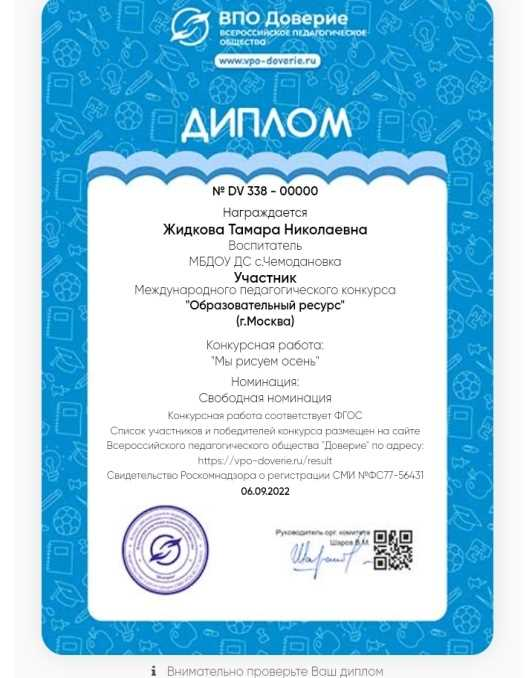 ВПО Доверие
ВСЕРОССИЙСКОЕ ПЕДАГОГИЧЕСКОЕ
ОБЩЕСТВО
www.vpo-doverie.ru
ДИПЛОМ
№ DV 338 - 00000
Награждается
Жидкова Тамара Николаевна
Воспитатель
МБДОУ ДС с.Чемодановка
Участник
Международного педагогического конкурса
"Образовательный ресурс"
(г.Москва)
Конкурсная работа:
"Мы рисуем осень"
Номинация:
Свободная номинация
Конкурсная работа соответствует ФГОС
Список участников и победителей конкурса размещен на сайте
Всероссийского педагогического общества "Доверие" по адресу:
https://vpo-doverie.ru/result
Свидетельство Роскомнадзора о регистрации СМИ №ФС77-56431
06.09.2022
Руководитель орг. комитета
Шаров В.М.
Внимательно проверьте Ваш диплом